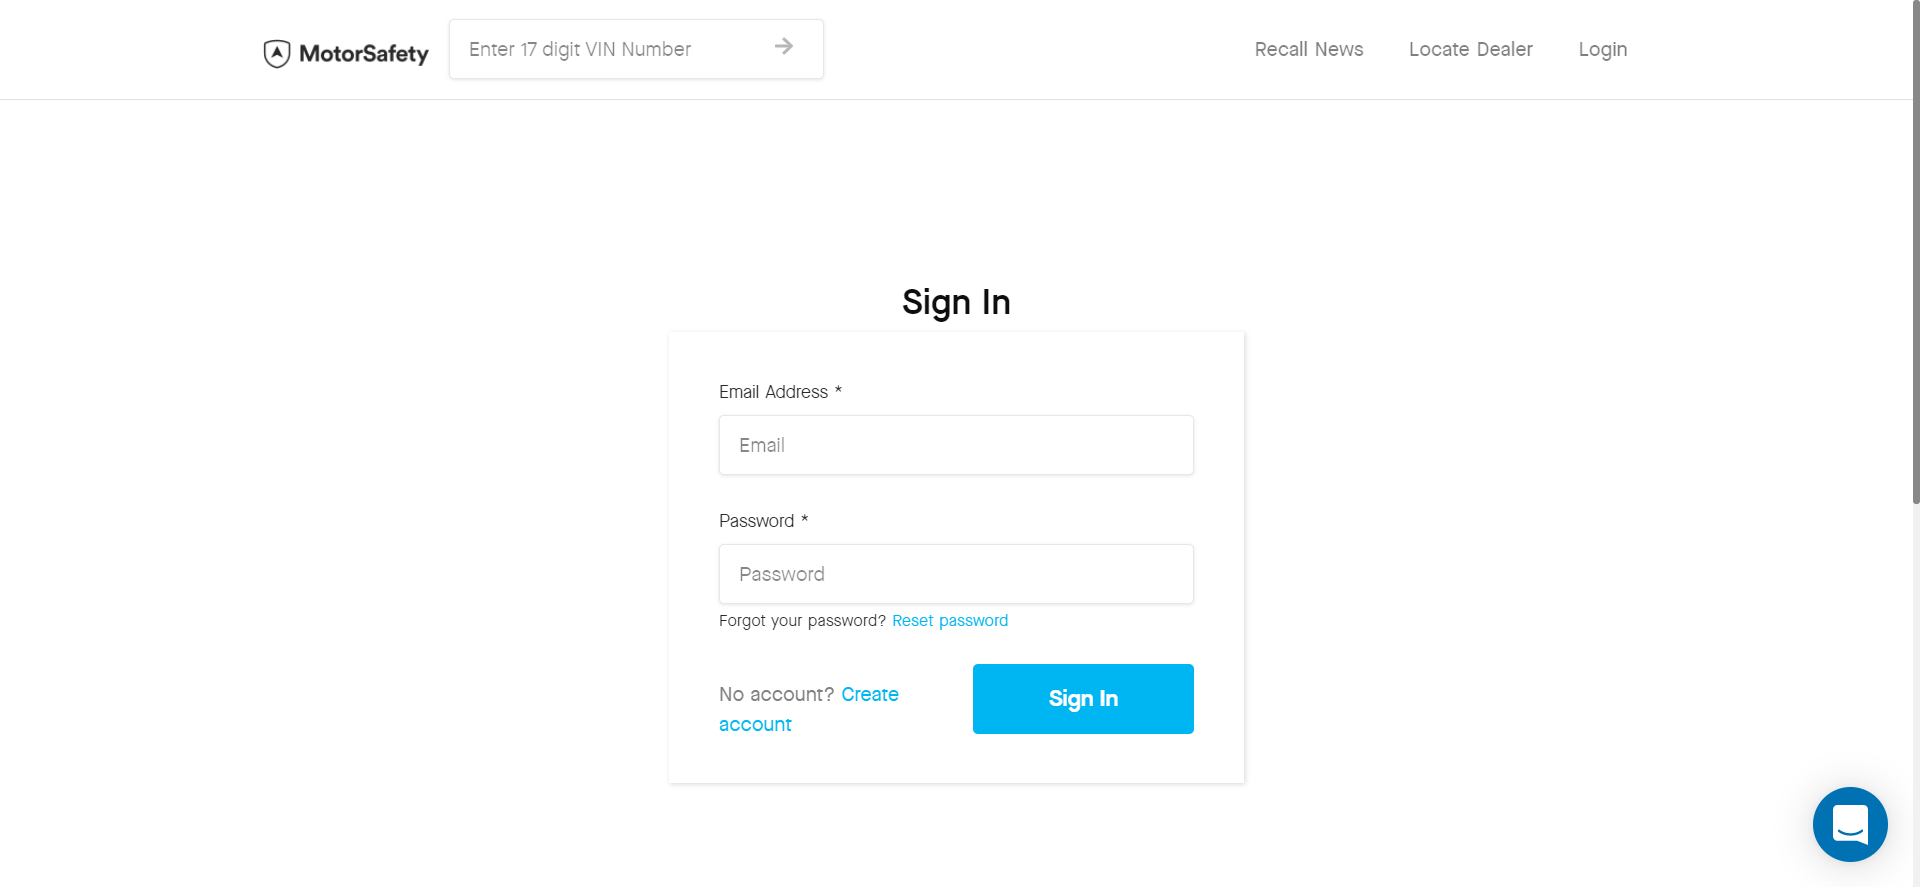 MotorSafety
Enter 17 digit VIN Number
Recall News
Locate Dealer
Login
Sign In
Email Address *
Email
Password *
Password
Forgot your password? Reset password
No account? Create
account
Sign In